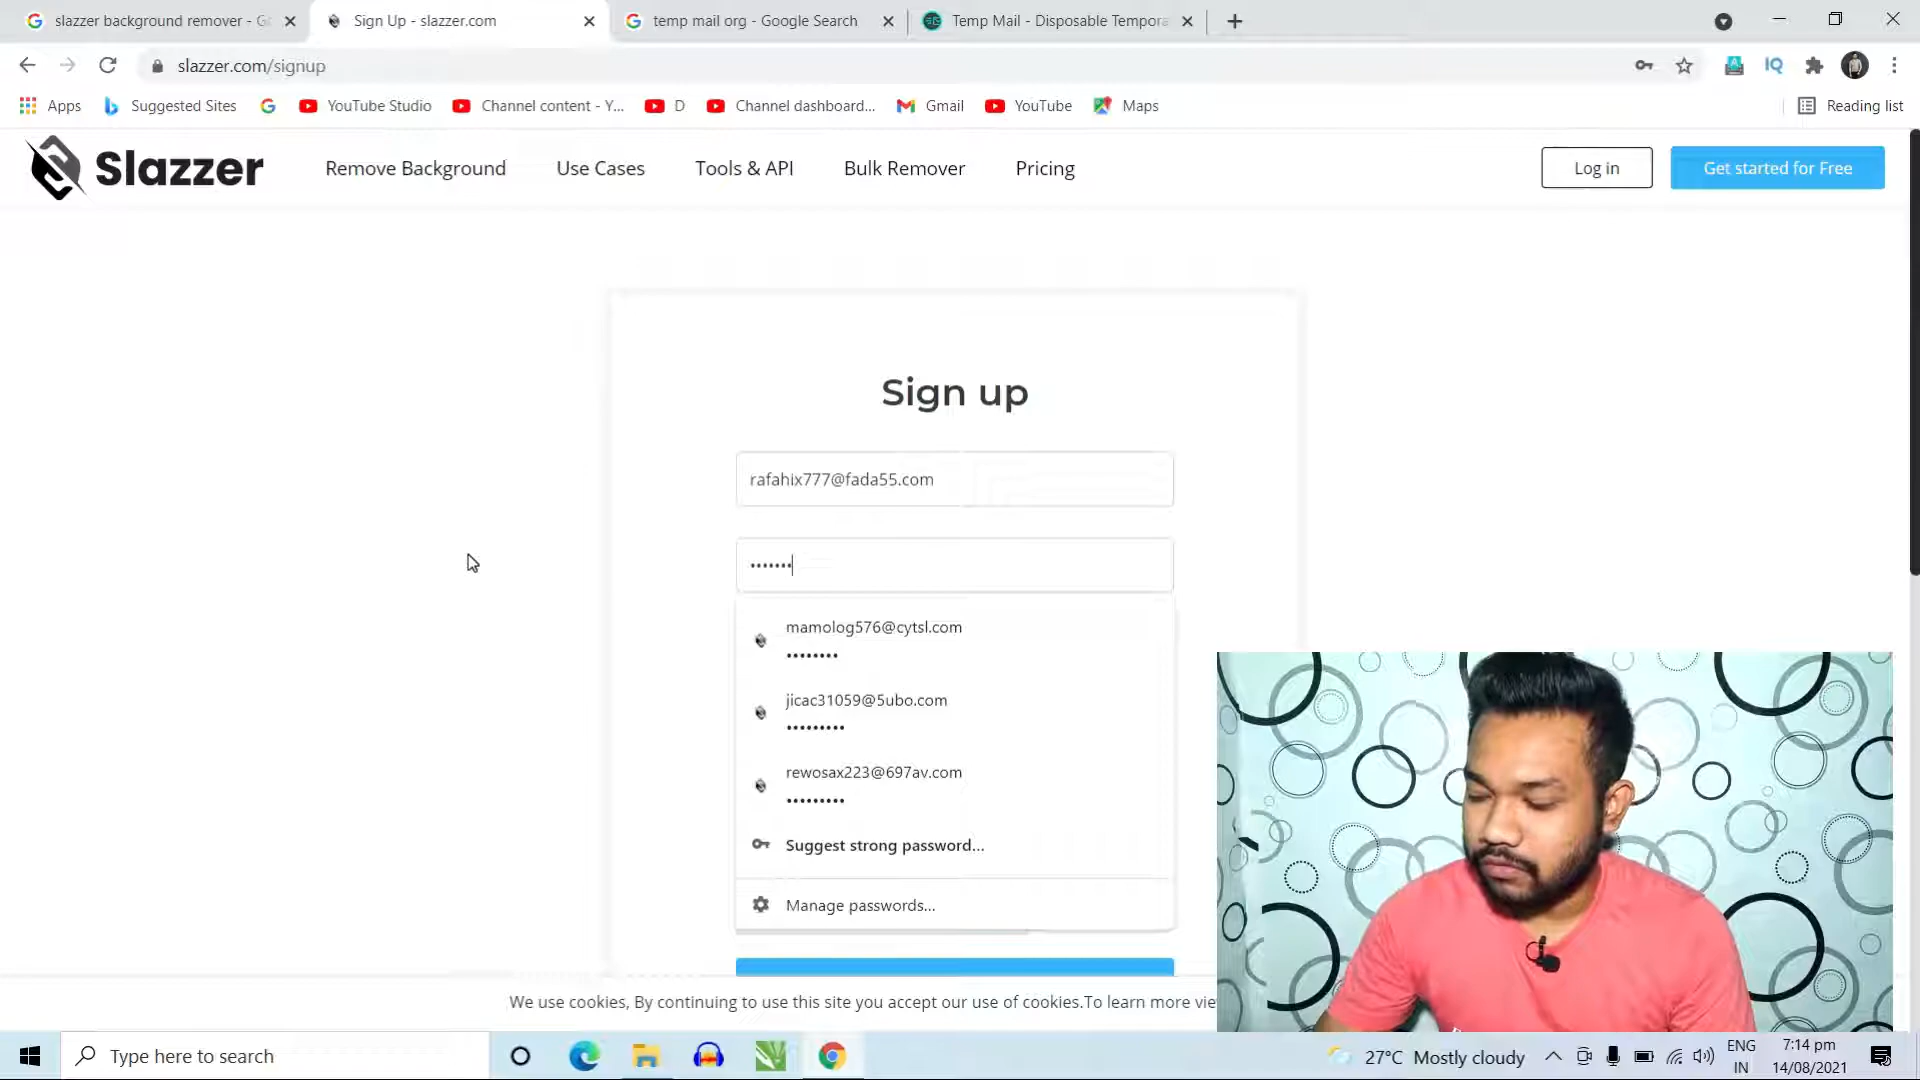 slazzer background remover - G
Sign Up - slazzer.com
temp mail org - Google Search
Temp Mail - Disposable Tempora
slazzer.com/signup
Apps
Suggested Sites
YouTube Studio
Channel content - Y...
D
Channel dashboard...
Gmail
YouTube
Maps
Reading list
Slazzer
Remove Background
Use Cases
Tools & API
Bulk Remover
Pricing
Log in
Get started for Free
Sign up
rafahix777@fada55.com
•••••••
mamolog576@cytsl.com
••••••••
jicac31059@5ubo.com
•••••••••
rewosax223@697av.com
•••••••••
Suggest strong password...
Manage passwords...
We use cookies, By continuing to use this site you accept our use of cookies.To learn more vie
Type here to search
27°C Mostly cloudy
ENG
IN
7:14 pm
14/08/2021